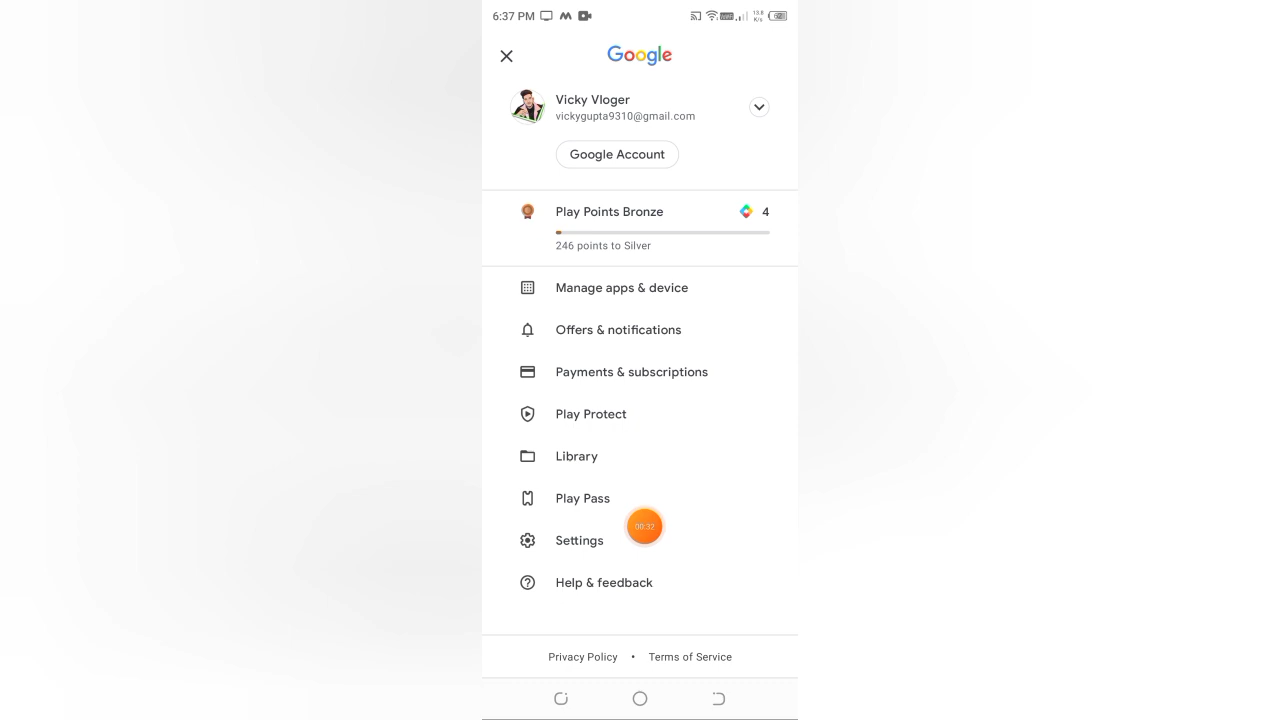 6:37 PM
Google
Vicky Vloger
vickygupta9310@gmail.com
Google Account
Play Points Bronze 4
246 points to Silver
Manage apps & device
Offers & notifications
Payments & subscriptions
Play Protect
Library
Play Pass
00:32
Settings
Help & feedback
Privacy Policy • Terms of Service